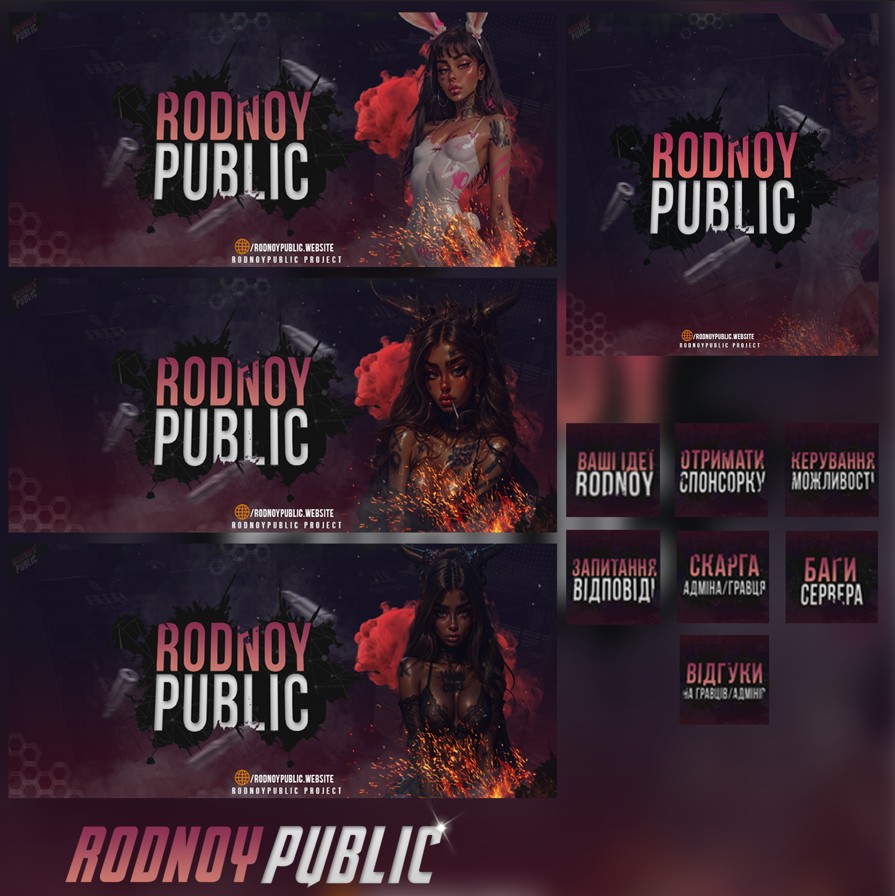 RODNOY
PUBLIC
/RODNOYPUBLIC.WEBSITE
RODNOYPUBLIC PROJECT
RODNOY
PUBLIC
/RODNOYPUBLIC.WEBSITE
RODNOYPUBLIC PROJECT
RODNOY
PUBLIC
/RODNOYPUBLIC.WEBSITE
RODNOYPUBLIC PROJECT
RODNOY PUBLIC
RODNOY
PUBLIC
/RODNOYPUBLIC.WEBSITE
RODNOYPUBLIC PROJECT
ВАШІ ІДЕЇ
RODNOY
ОТРИМАТИ
СПОНСОРКУ
КЕРУВАННЯ
МОЖЛИВОСТІ
ЗАПИТАННЯ
ВІДПОВІДІ
СКАРГА
АДМІНА/ГРАВЦЯ
БАГИ
СЕРВЕРА
ВІДГУКИ
НА ГРАВЦІВ/АДМІНІВ